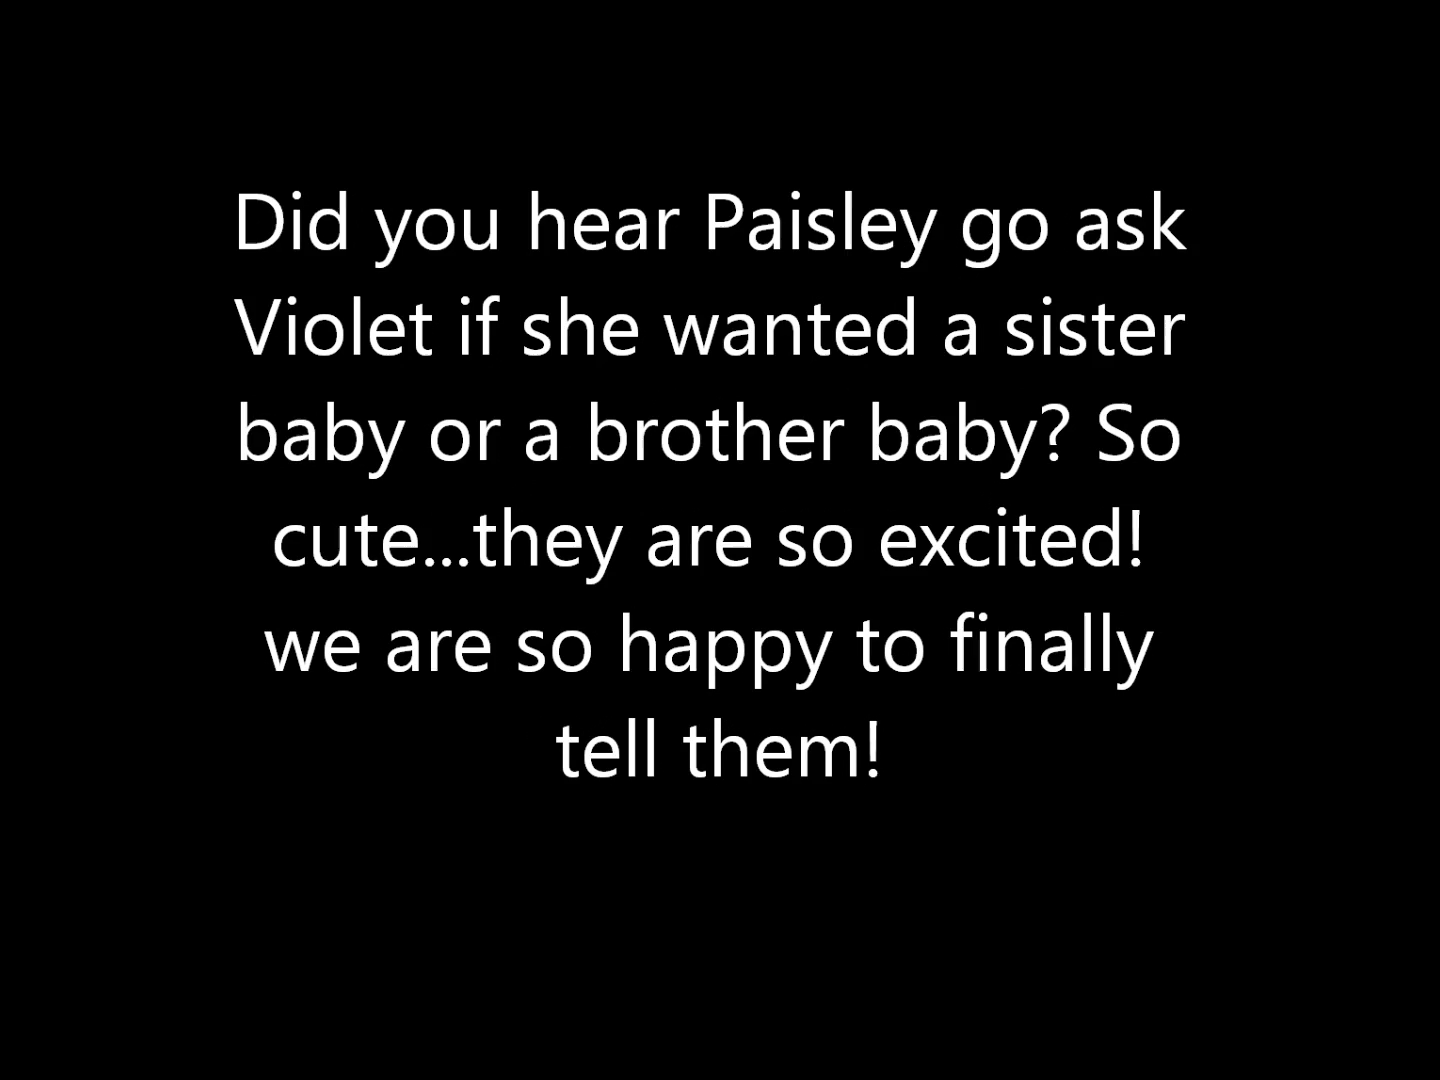 Did you hear Paisley go ask
Violet if she wanted a sister
baby or a brother baby? So
cute...they are so excited!
we are so happy to finally
tell them!